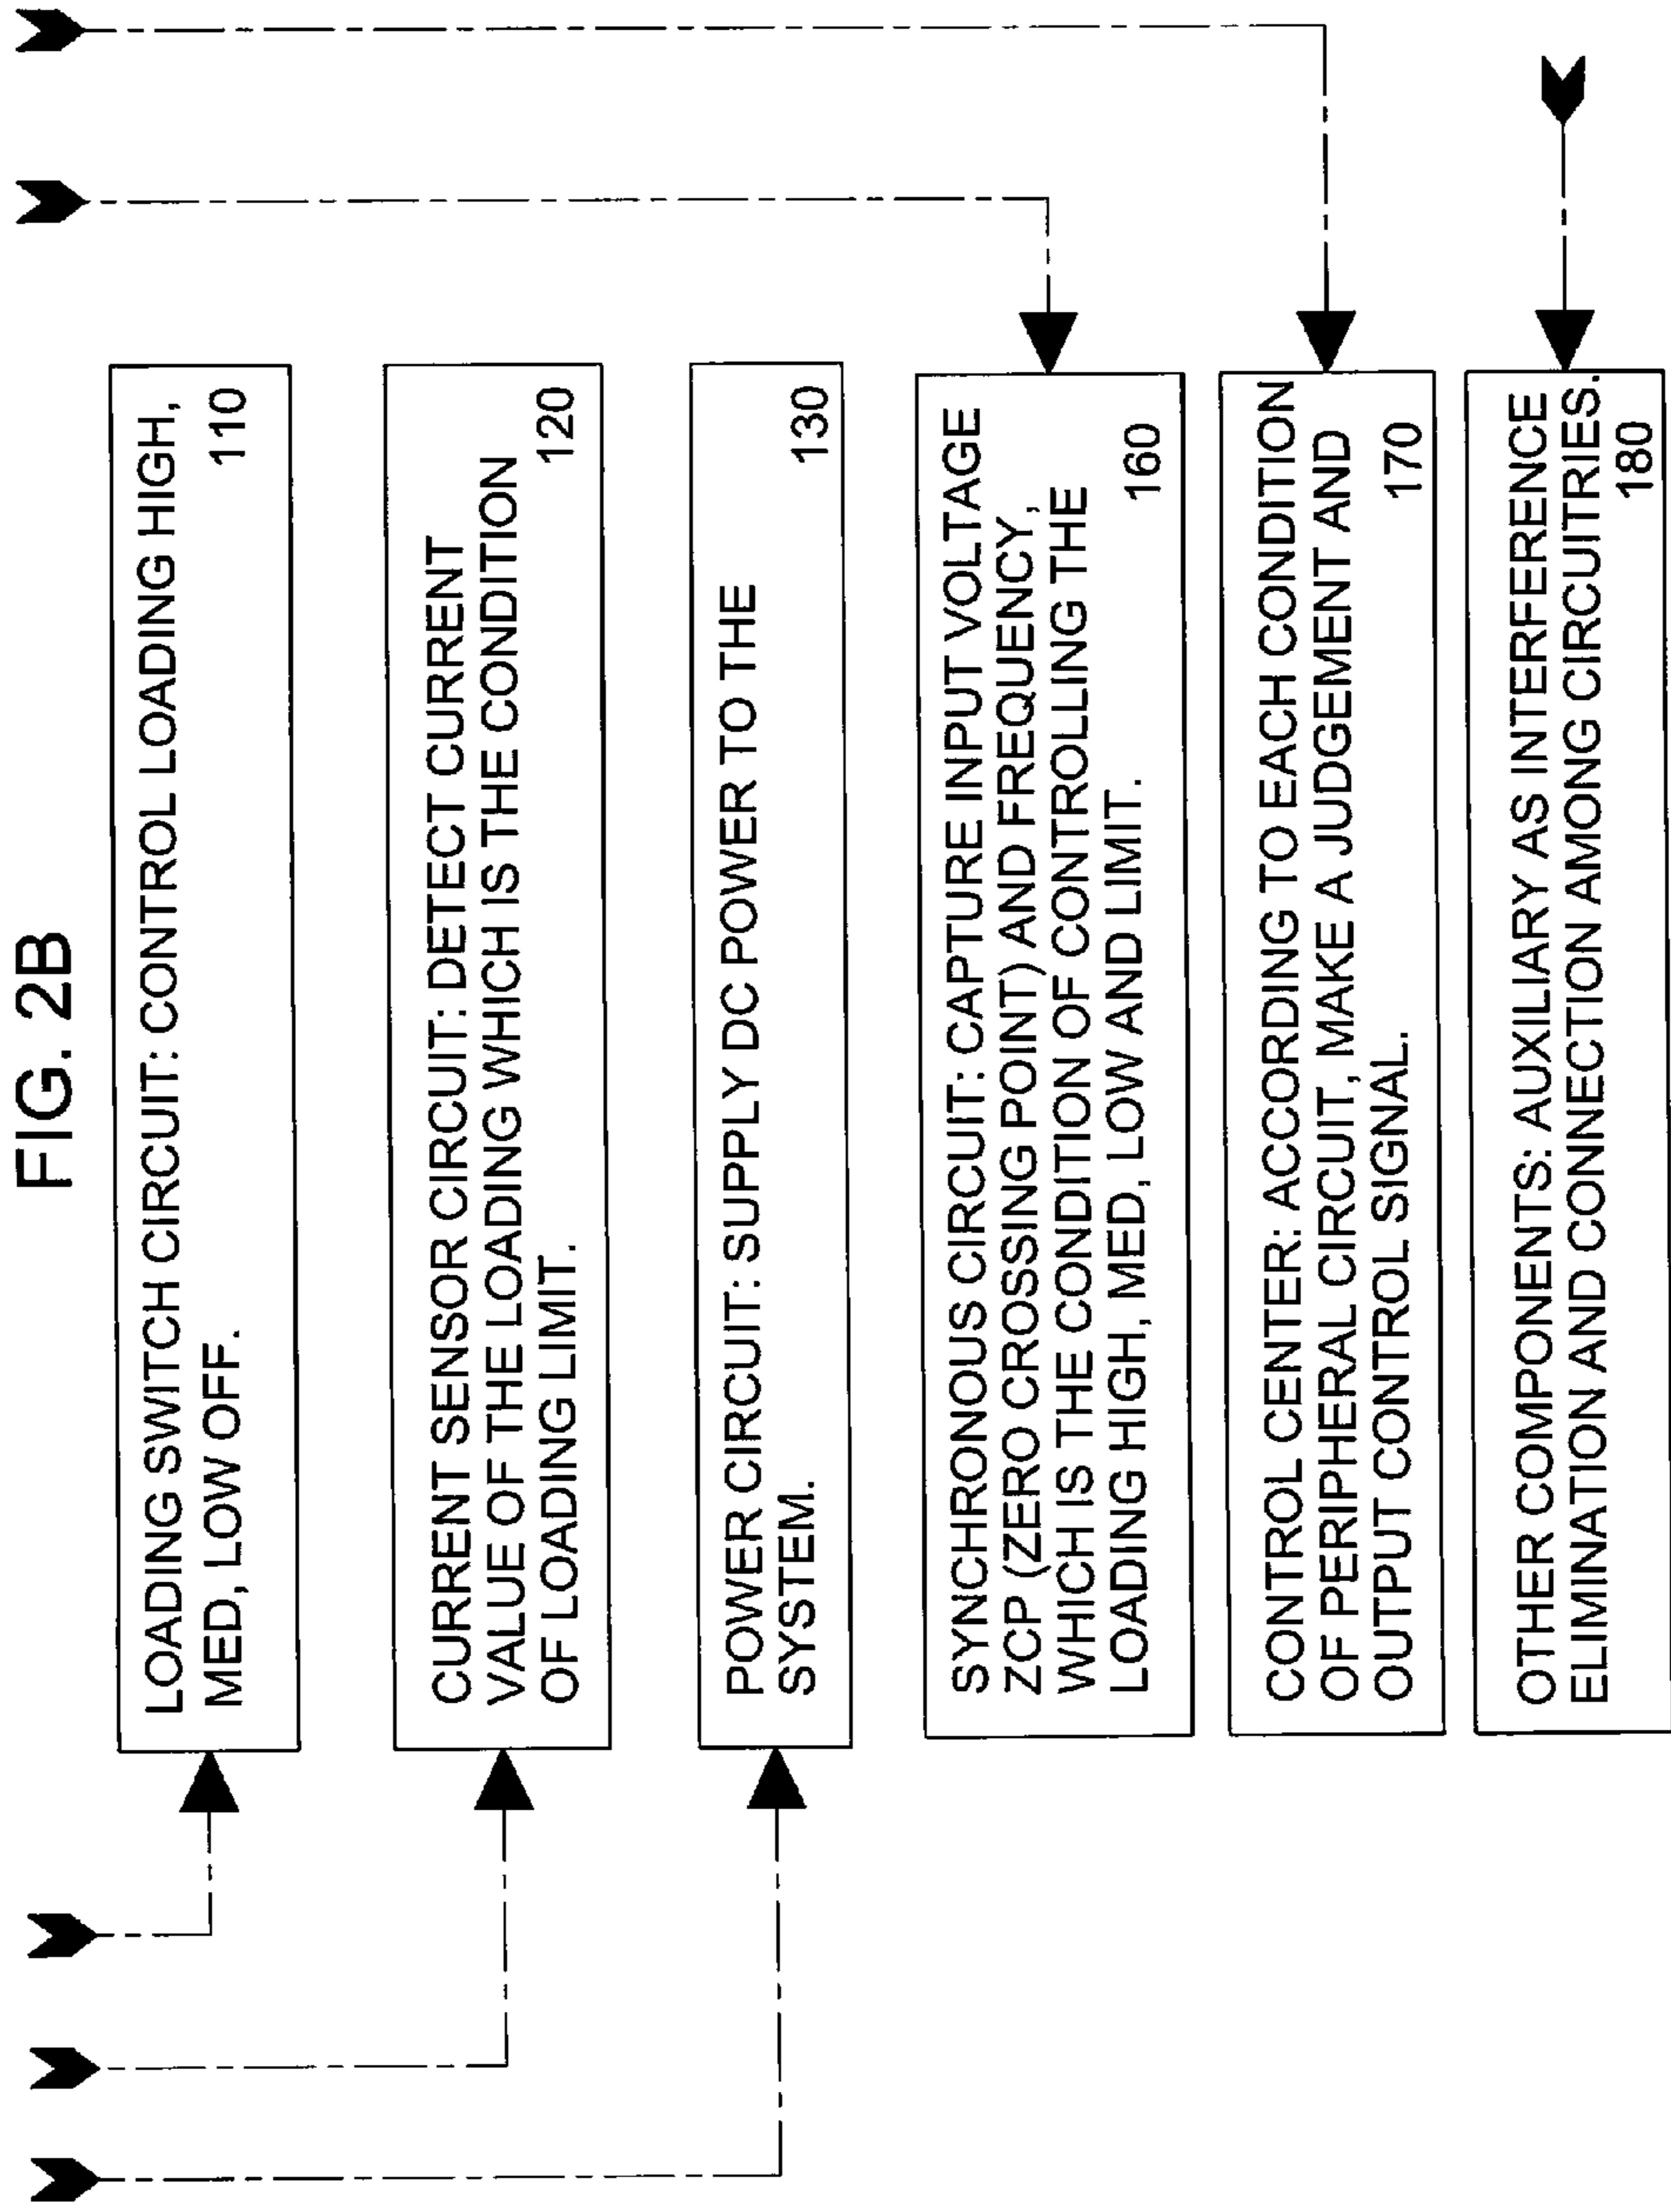 FIG. 2B
LOADING SWITCH CIRCUIT: CONTROL LOADING HIGH,
MED, LOW OFF.
110
CURRENT SENSOR CIRCUIT: DETECT CURRENT
VALUE OF THE LOADING WHICH IS THE CONDITION
OF LOADING LIMIT.
120
POWER CIRCUIT: SUPPLY DC POWER TO THE
SYSTEM.
130
SYNCHRONOUS CIRCUIT: CAPTURE INPUT VOLTAGE
ZCP (ZERO CROSSING POINT) AND FREQUENCY,
WHICH IS THE CONDITION OF CONTROLLING THE
LOADING HIGH, MED, LOW AND LIMIT.
160
CONTROL CENTER: ACCORDING TO EACH CONDITION
OF PERIPHERAL CIRCUIT, MAKE A JUDGEMENT AND
OUTPUT CONTROL SIGNAL.
170
OTHER COMPONENTS: AUXILIARY AS INTERFERENCE
ELIMINATION AND CONNECTION AMONG CIRCUITRIES.
180